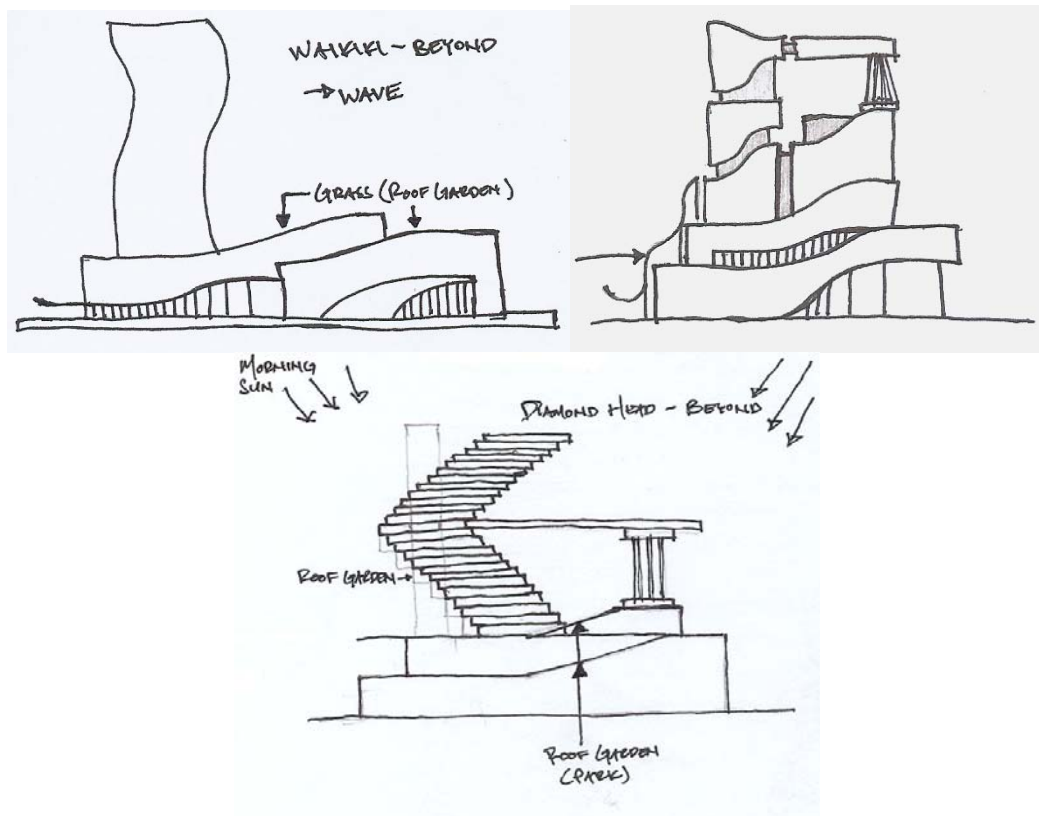 WAIKIKI ~ BEYOND
→ WAVE
GRASS (ROOF GARDEN)
MORNING
SUN
DIAMOND HEAD ~ BEYOND
ROOF GARDEN
ROOF GARDEN
(PARK)